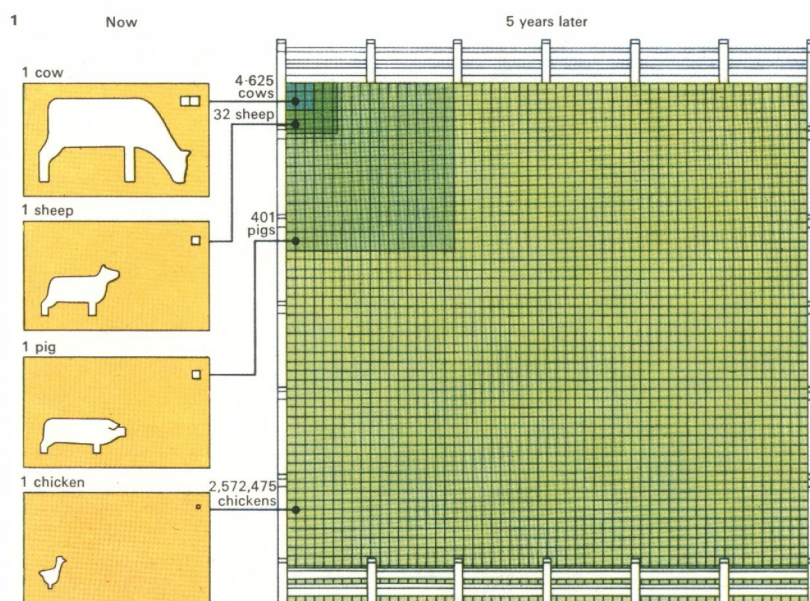 1
Now
5 years later
1 cow
4·625
cows
32 sheep
1 sheep
401
pigs
1 pig
2,572,475
chickens
1 chicken